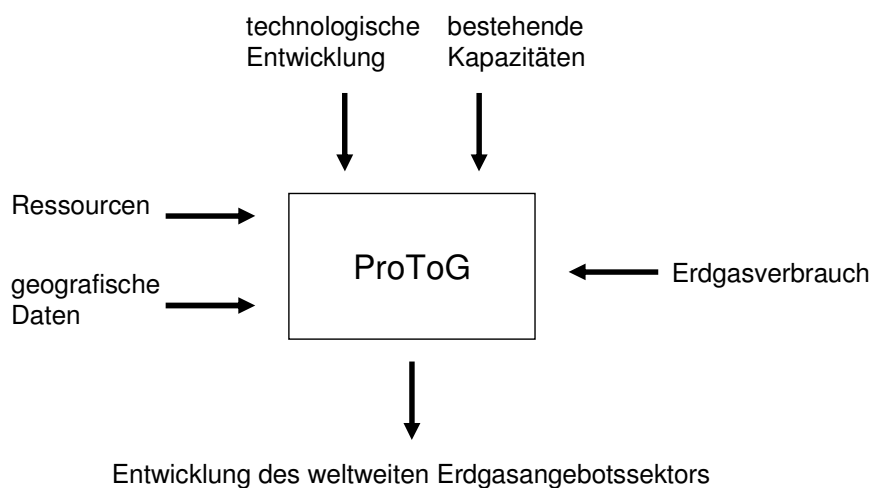 technologische
Entwicklung
bestehende
Kapazitäten
Ressourcen
geografische
Daten
ProToG
Erdgasverbrauch
Entwicklung des weltweiten Erdgasangebotssektors